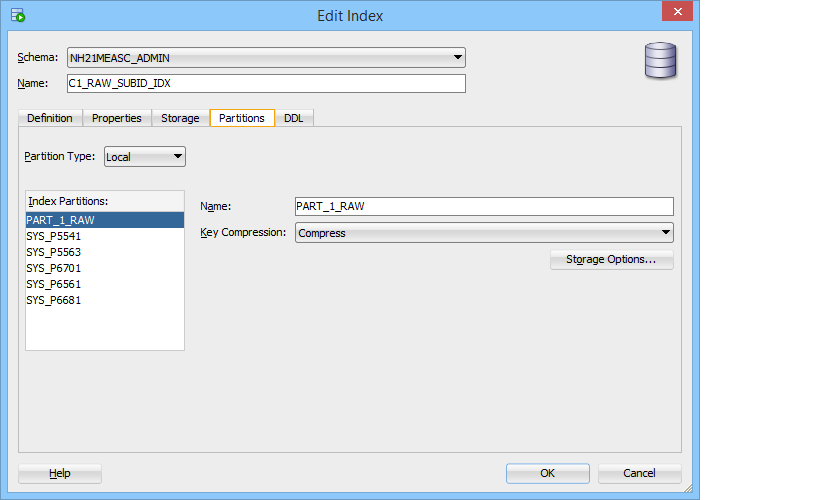 Edit Index
Schema: NH21MEASC_ADMIN
Name: C1_RAW_SUBID_IDX
Definition Properties Storage Partitions DDL
Partition Type: Local
Index Partitions:
PART_1_RAW
SYS_P5541
SYS_P5563
SYS_P6701
SYS_P6561
SYS_P6681
Name: PART_1_RAW
Key Compression: Compress
Storage Options...
Help OK Cancel